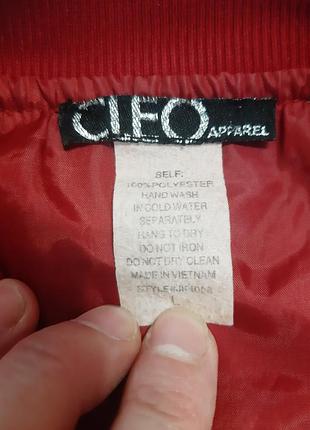 CIEO APPAREL
SELF:
100% POLYESTER
HAND WASH
IN COLD WATER
SEPARATELY
HANG TO DRY
DO NOT IRON
DO NOT DRY CLEAN
MADE IN VIETNAM
L